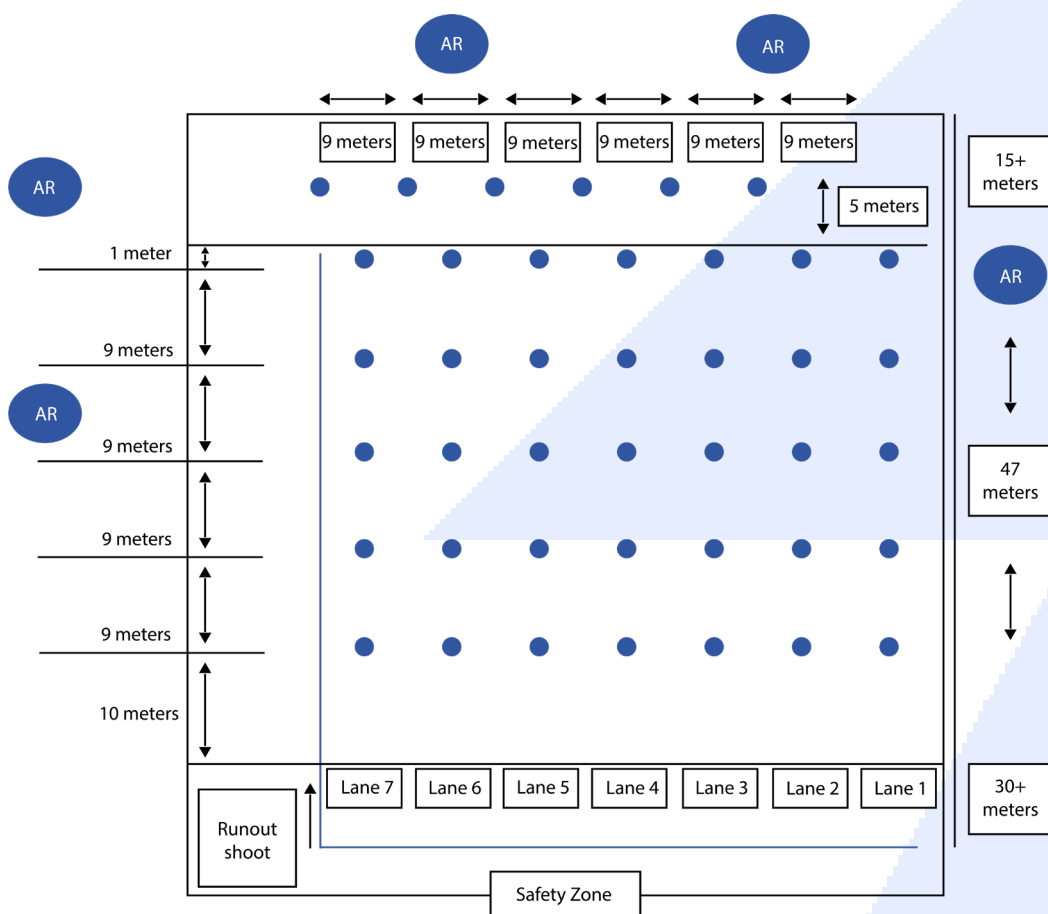 AR
AR
9 meters
9 meters
9 meters
9 meters
9 meters
9 meters
15+
meters
AR
5 meters
1 meter
AR
9 meters
AR
9 meters
47
meters
9 meters
9 meters
10 meters
Lane 7
Lane 6
Lane 5
Lane 4
Lane 3
Lane 2
Lane 1
30+
meters
Runout
shoot
Safety Zone